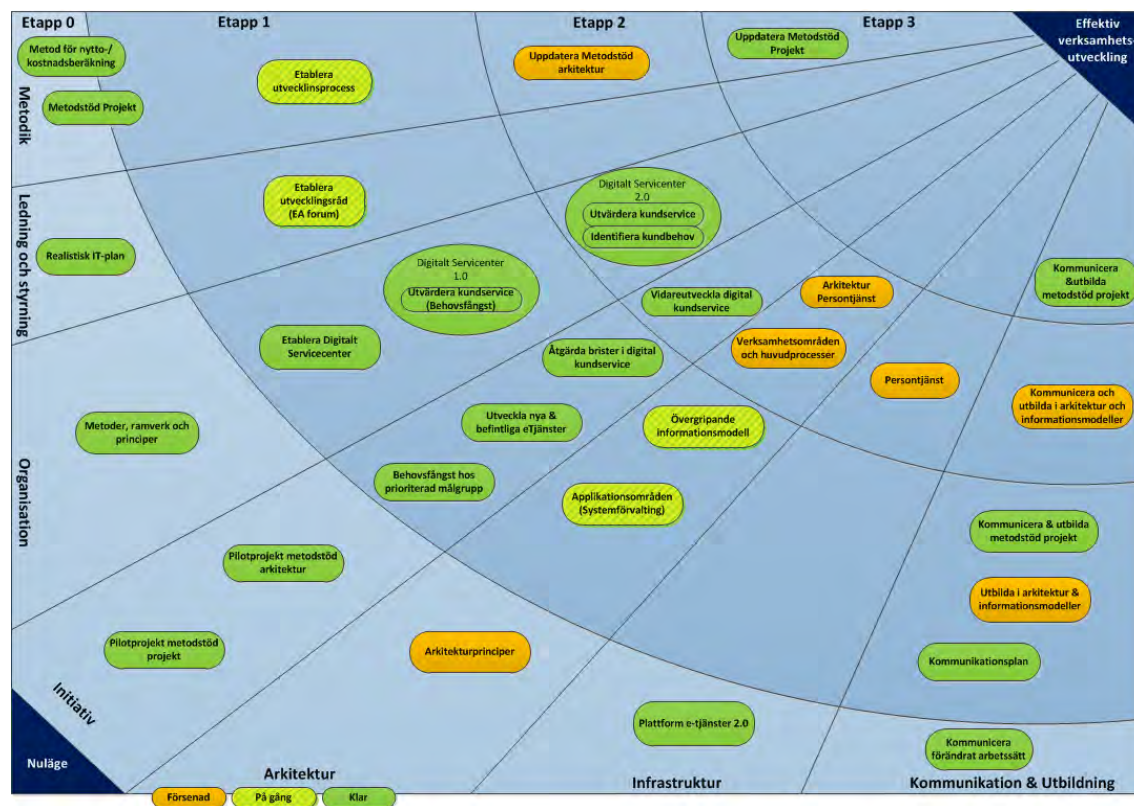 Etapp 0
Etapp 1
Etapp 2
Etapp 3
Effektiv
verksamhets-
utveckling
Metod för nytto-/
kostnadsberäkning
Metodstöd Projekt
Etablera
utvecklinsprocess
Uppdatera Metodstöd
arkitektur
Uppdatera Metodstöd
Projekt
Metodik
Ledning och styrning
Organisation
Initiativ
Realistisk IT-plan
Etablera
utvecklingsråd
(EA forum)
Digitalt Servicenter
2.0
Utvärdera kundservice
Identifiera kundbehov
Digitalt Servicenter
1.0
Utvärdera kundservice
(Behovsfångst)
Etablera Digitalt
Servicecenter
Vidareutveckla digital
kundservice
Arkitektur
Persontjänst
Kommunicera
&utbilda
metodstöd projekt
Åtgärda brister i digital
kundservice
Verksamhetsområden
och huvudprocesser
Persontjänst
Kommunicera och
utbilda i arkitektur och
informationsmodeller
Metoder, ramverk och
principer
Utveckla nya &
befintliga eTjänster
Övergripande
informationsmodell
Behovsfångst hos
prioriterad målgrupp
Applikationsområden
(Systemförvalting)
Kommunicera & utbilda
metodstöd projekt
Pilotprojekt metodstöd
arkitektur
Utbilda i arkitektur &
informationsmodeller
Pilotprojekt metodstöd
projekt
Arkitekturprinciper
Kommunikationsplan
Plattform e-tjänster 2.0
Kommunicera
förändrat arbetssätt
Nuläge
Arkitektur
Infrastruktur
Kommunikation & Utbildning
Försenad
På gång
Klar